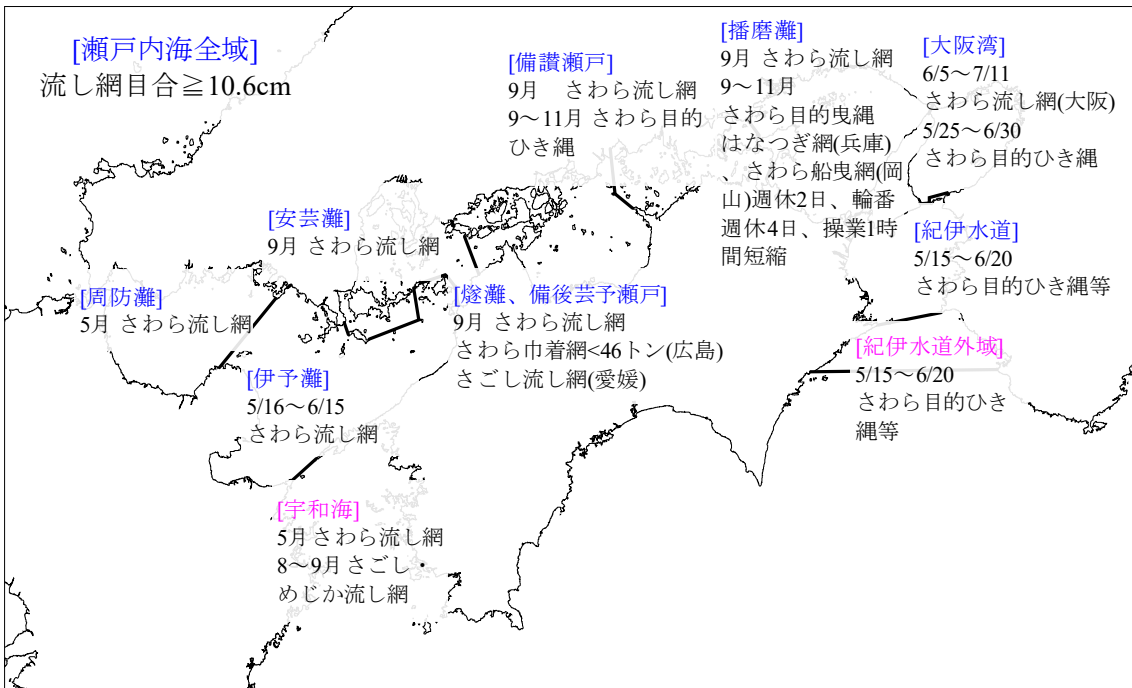 [瀬戸内海全域]
流し網目合≧10.6cm
[備讃瀬戸]
9月　さわら流し網
9～11月 さわら目的
ひき縄
[播磨灘]
9月 さわら流し網
9～11月
さわら目的曳縄
はなつぎ網(兵庫)
、さわら船曳網(岡
山)週休2日、輪番
週休4日、操業1時
間短縮
[大阪湾]
6/5～7/11
さわら流し網(大阪)
5/25～6/30
さわら目的ひき縄
[安芸灘]
9月 さわら流し網
[紀伊水道]
5/15～6/20
さわら目的ひき縄等
[周防灘]
5月 さわら流し網
[燧灘、備後芸予瀬戸]
9月 さわら流し網
さわら巾着網<46トン(広島)
さごし流し網(愛媛)
[紀伊水道外域]
5/15～6/20
さわら目的ひき
縄等
[伊予灘]
5/16～6/15
さわら流し網
[宇和海]
5月さわら流し網
8～9月 さごし・
めじか流し網